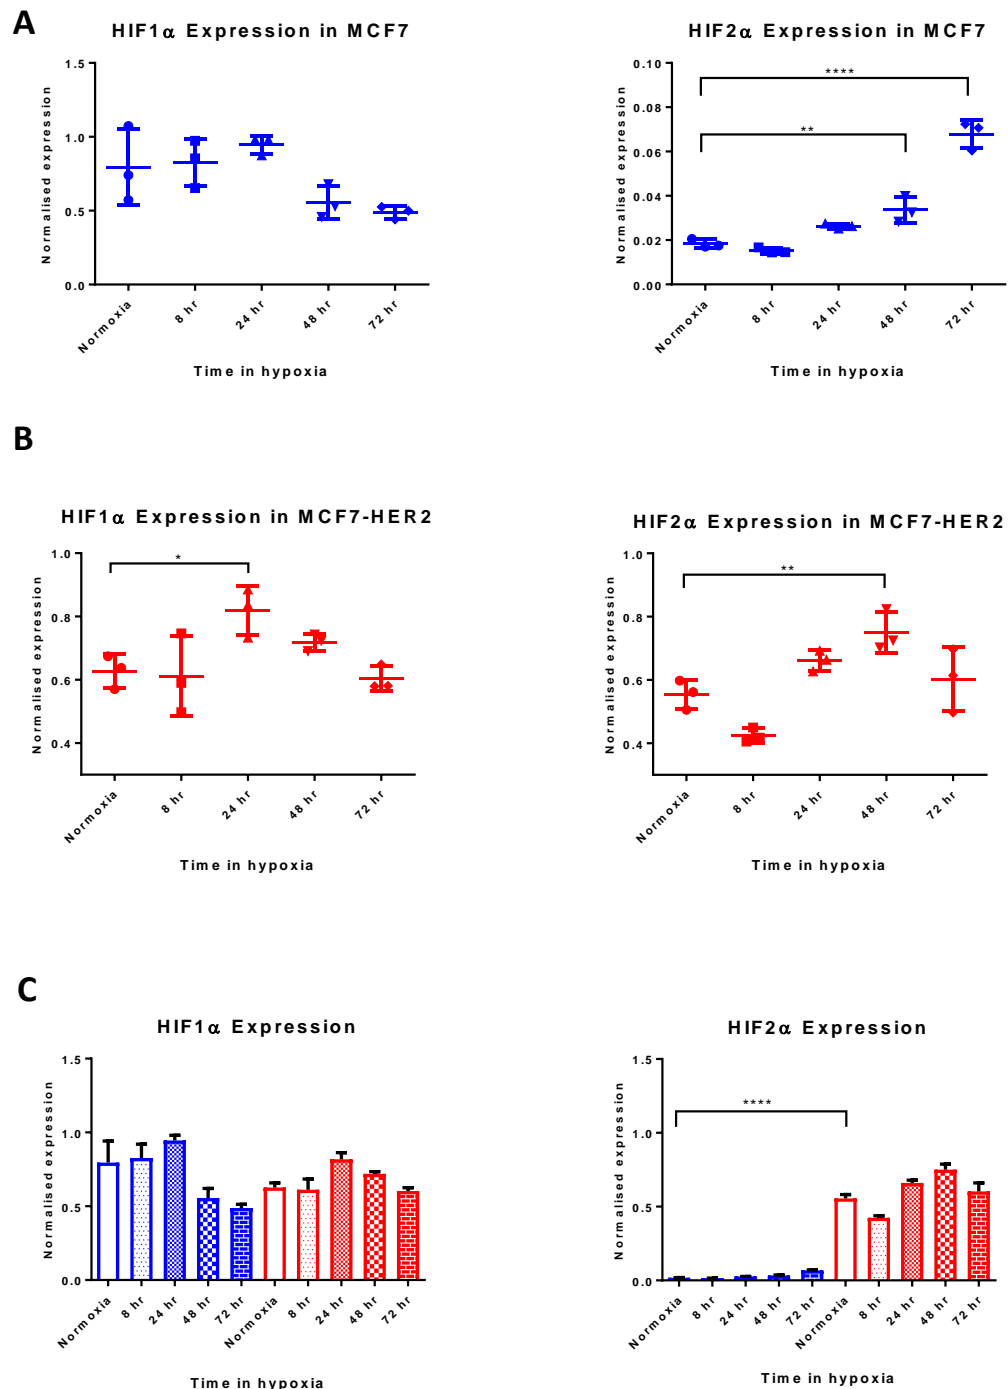 A
HIF1α Expression in MCF7
Normalised expression
1.5
1.0
0.5
0.0
Normoxia
8 hr
24 hr
48 hr
72 hr
Time in hypoxia
HIF2α Expression in MCF7
Normalised expression
0.10
0.08
0.06
0.04
0.02
0.00
****
**
Normoxia
8 hr
24 hr
48 hr
72 hr
Time in hypoxia
B
HIF1α Expression in MCF7-HER2
Normalised expression
1.0
0.8
0.6
0.4
*
Normoxia
8 hr
24 hr
48 hr
72 hr
Time in hypoxia
HIF2α Expression in MCF7-HER2
Normalised expression
1.0
0.8
0.6
0.4
**
Normoxia
8 hr
24 hr
48 hr
72 hr
Time in hypoxia
C
HIF1α Expression
Normalised expression
1.5
1.0
0.5
0.0
Normoxia
8 hr
24 hr
48 hr
72 hr
Normoxia
8 hr
24 hr
48 hr
72 hr
Time in hypoxia
HIF2α Expression
Normalised expression
1.5
1.0
0.5
0.0
****
Normoxia
8 hr
24 hr
48 hr
72 hr
Normoxia
8 hr
24 hr
48 hr
72 hr
Time in hypoxia